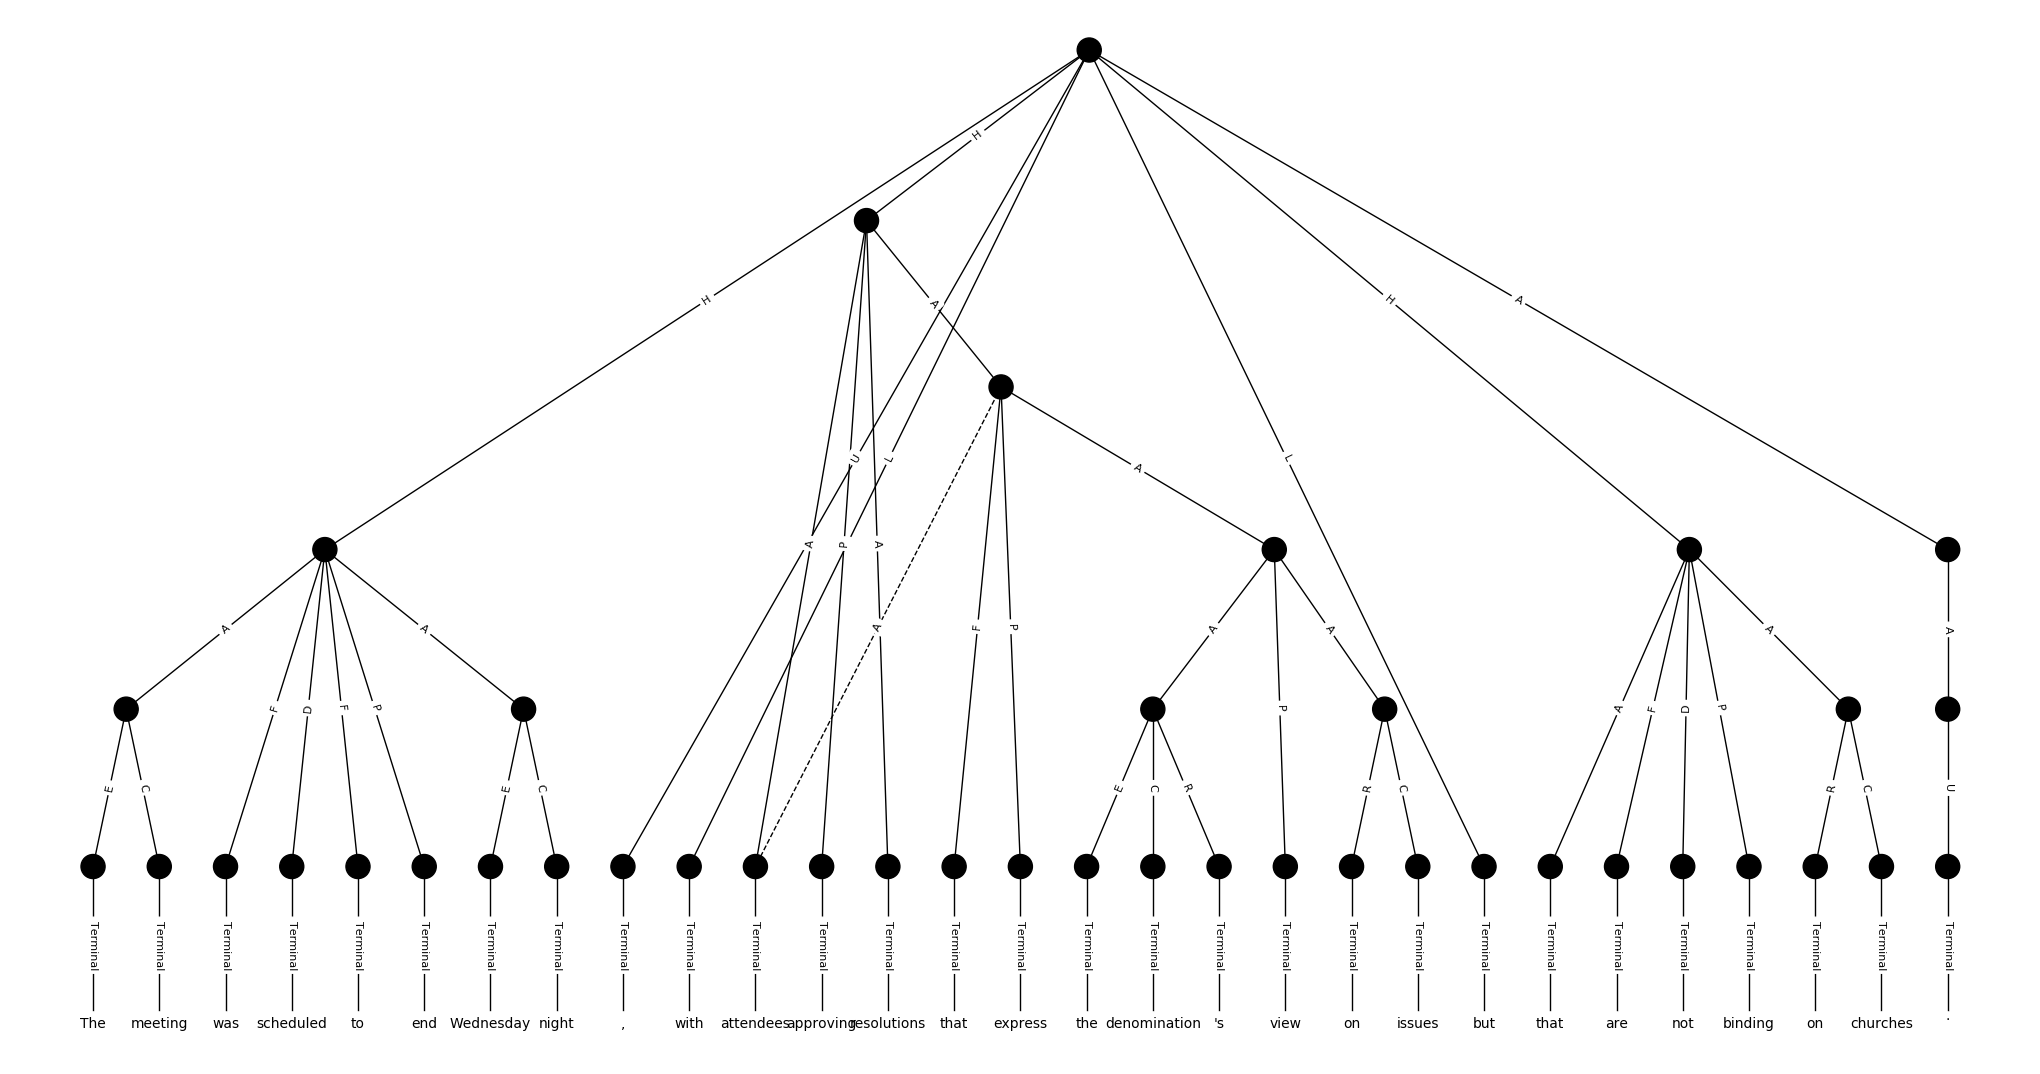 H
A
H H A
U L L A
A P A
A A A F P A A P A A
A F D F P A A F D P A U
E C E C E C R R C R C
Terminal Terminal Terminal Terminal Terminal Terminal Terminal Terminal Terminal Terminal Terminal Terminal Terminal Terminal Terminal Terminal Terminal Terminal Terminal Terminal Terminal Terminal Terminal Terminal Terminal Terminal Terminal Terminal Terminal
The meeting was scheduled to end Wednesday night , with attendees approving resolutions that express the denomination 's view on issues but that are not binding on churches .